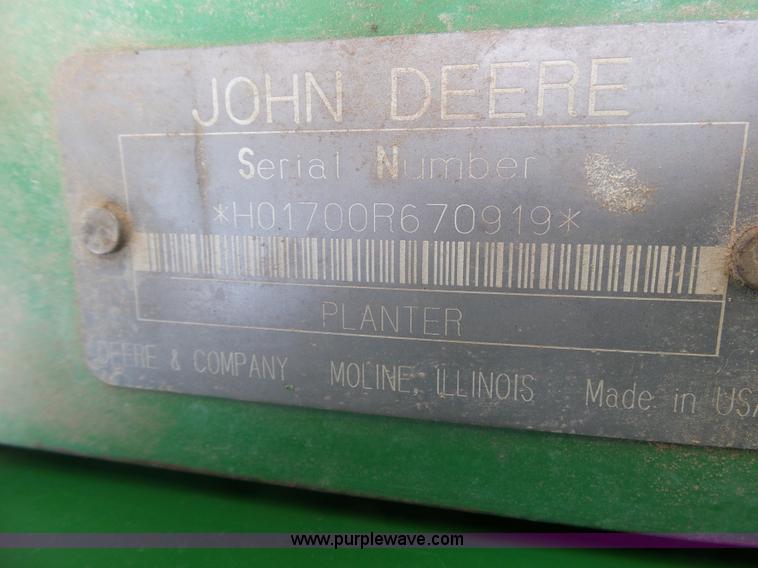 JOHN DEERE
Serial Number
*H01700R670919*
PLANTER
DEERE & COMPANY MOLINE, ILLINOIS Made in USA
www.purplewave.com